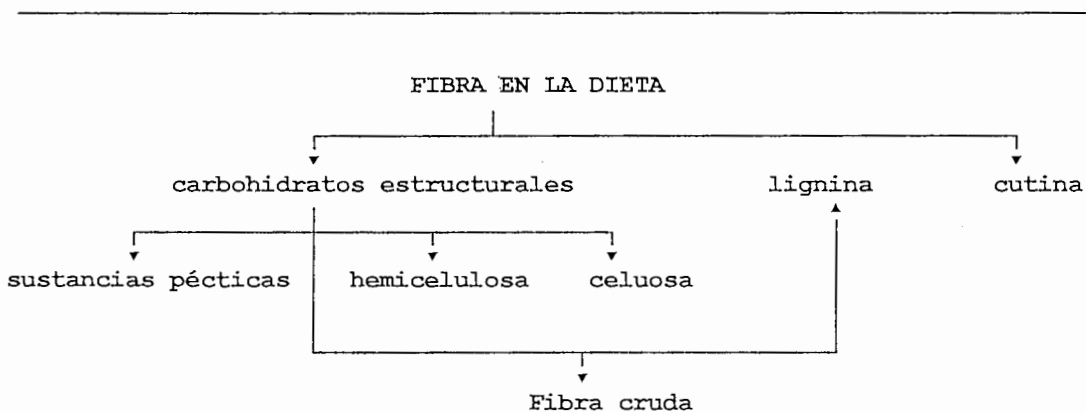 FIBRA EN LA DIETA
carbohidratos estructurales lignina cutina
sustancias pécticas hemicelulosa celuosa
Fibra cruda